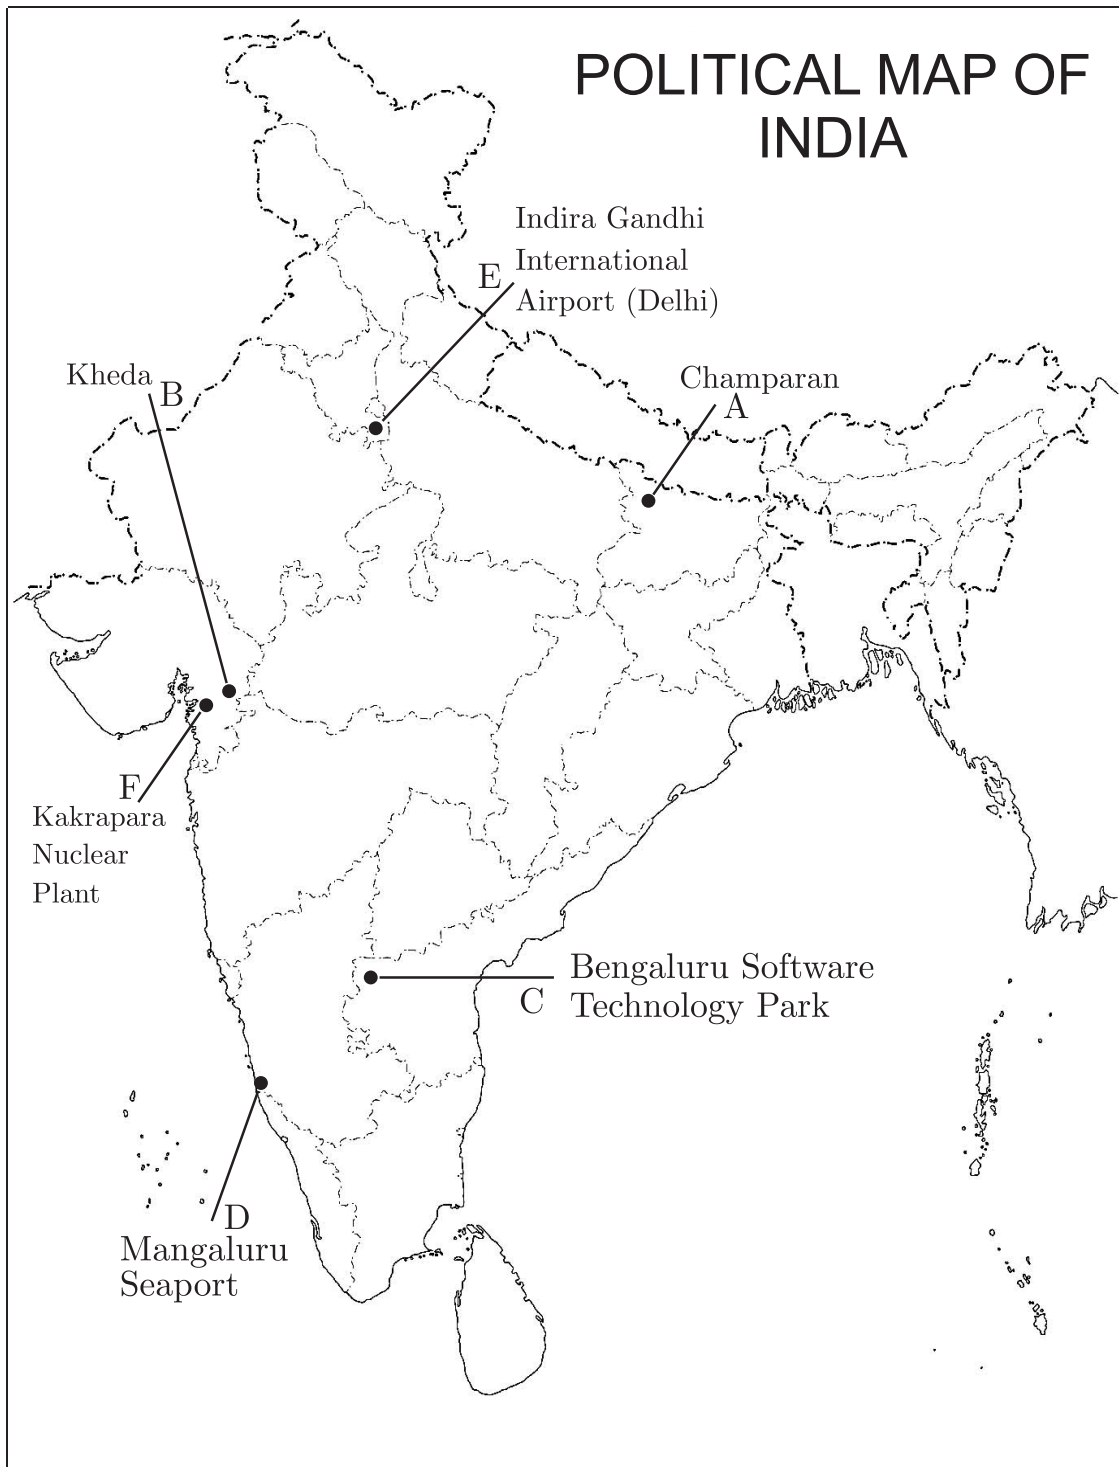 POLITICAL MAP OF
INDIA
Indira Gandhi
International
Airport (Delhi)
E
Kheda
B
Champaran
A
F
Kakrapara
Nuclear
Plant
Bengaluru Software
Technology Park
C
D
Mangaluru
Seaport